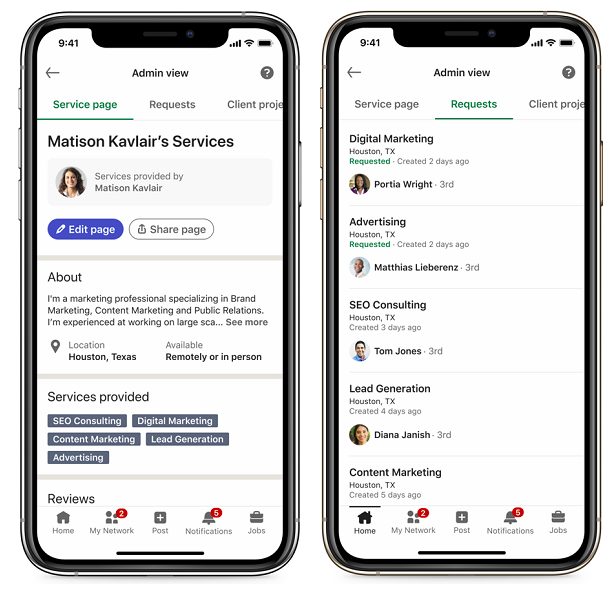 9:41
Admin view
Service page Requests Client proje
Matison Kavlair's Services
Services provided by
Matison Kavlair
Edit page Share page
About
I'm a marketing professional specializing in Brand
Marketing, Content Marketing and Public Relations.
I'm experienced at working on large sca... See more
Location Available
Houston, Texas Remotely or in person
Services provided
SEO Consulting Digital Marketing
Content Marketing Lead Generation
Advertising
Reviews
2 5
Home My Network Post Notifications Jobs
9:41
Admin view
?
Service page Requests Client proje
Digital Marketing
Houston, TX
Requested · Created 2 days ago
Portia Wright · 3rd
Advertising
Houston, TX
Requested · Created 2 days ago
Matthias Lieberenz · 3rd
SEO Consulting
Houston, TX
Created 3 days ago
Tom Jones · 3rd
Lead Generation
Houston, TX
Created 4 days ago
Diana Janish · 3rd
Content Marketing
Houston, TX
Created 5 days ago
2 5
Home My Network Post Notifications Jobs